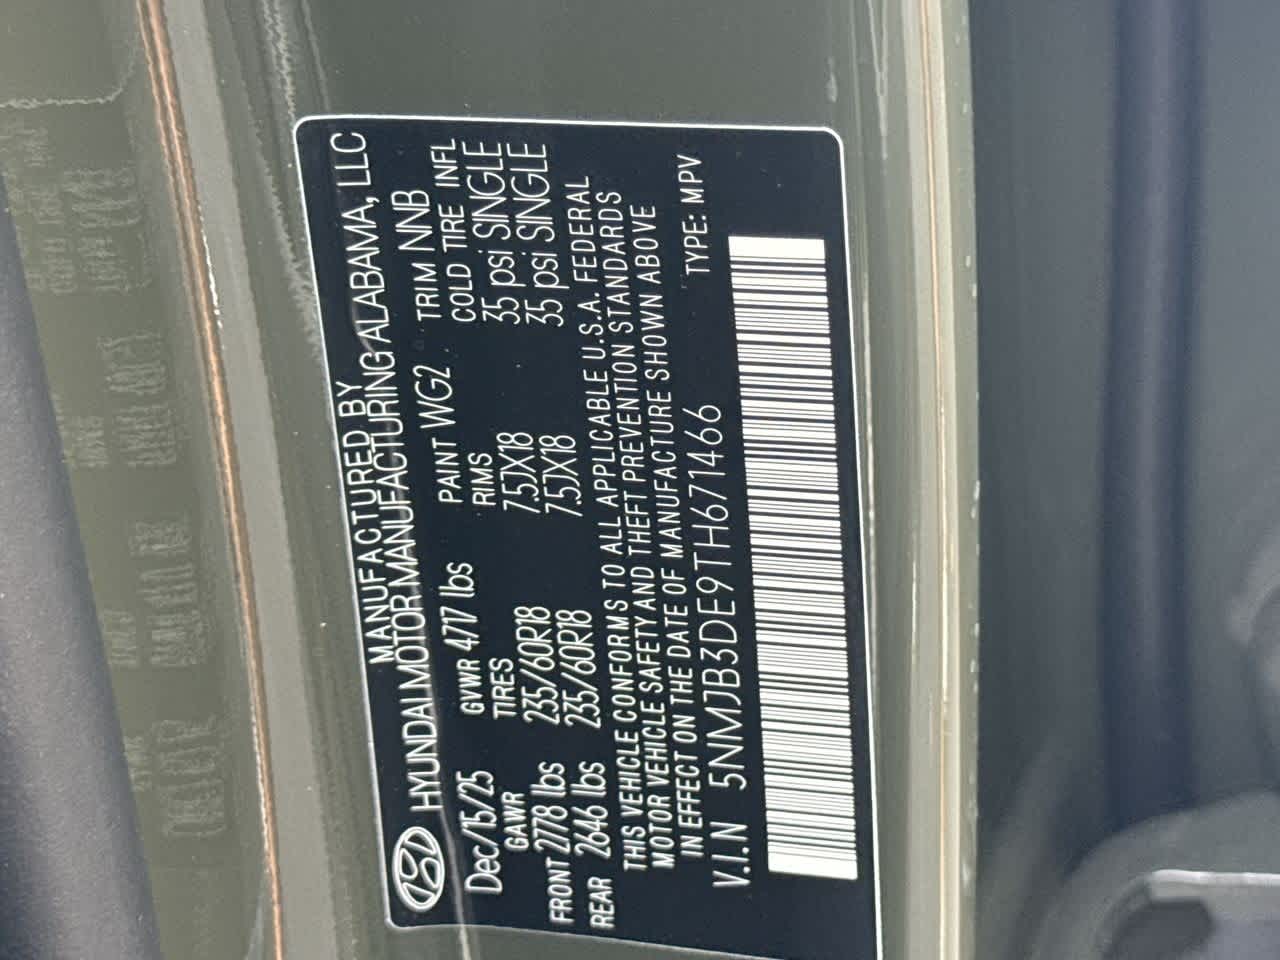 MANUFACTURED BY
HYUNDAI MOTOR MANUFACTURING ALABAMA, LLC
Dec/15/25 GVWR 4717 lbs PAINT WG2 TRIM NNB
GAWR TIRES RIMS COLD TIRE INFL
FRONT 2778 lbs 235/60R18 7.5JX18 35 psi SINGLE
REAR 2646 lbs 235/60R18 7.5JX18 35 psi SINGLE
THIS VEHICLE CONFORMS TO ALL APPLICABLE U.S.A. FEDERAL
MOTOR VEHICLE SAFETY AND THEFT PREVENTION STANDARDS
IN EFFECT ON THE DATE OF MANUFACTURE SHOWN ABOVE
V.I.N 5NMJB3DE9TH671466 TYPE: MPV